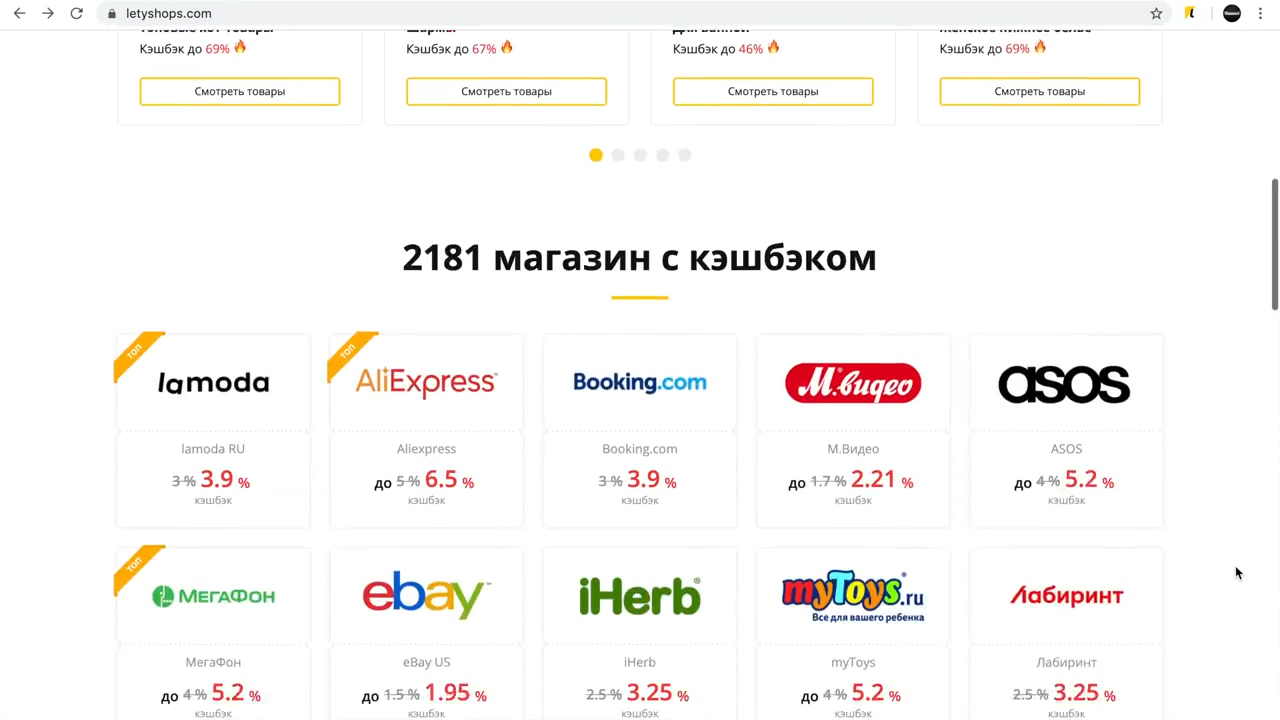 letyshops.com
Кэшбэк до 69%
Кэшбэк до 67%
Кэшбэк до 46%
Кэшбэк до 69%
Смотреть товары
Смотреть товары
Смотреть товары
Смотреть товары
2181 магазин с кэшбэком
ТОП
lamoda
ТОП
AliExpress
Booking.com
М.видео
asos
lamoda RU
Aliexpress
Booking.com
М.Видео
ASOS
3 % 3.9 %
до 5 % 6.5 %
3 % 3.9 %
до 1.7 % 2.21 %
до 4 % 5.2 %
кэшбэк
кэшбэк
кэшбэк
кэшбэк
кэшбэк
ТОП
МЕГАФОН
ebay
iHerb
myToys.ru
Все для вашего ребенка
Лабиринт
МегаФон
eBay US
iHerb
myToys
Лабиринт
до 4 % 5.2 %
до 1.5 % 1.95 %
2.5 % 3.25 %
до 4 % 5.2 %
2.5 % 3.25 %
кэшбэк
кэшбэк
кэшбэк
кэшбэк
кэшбэк